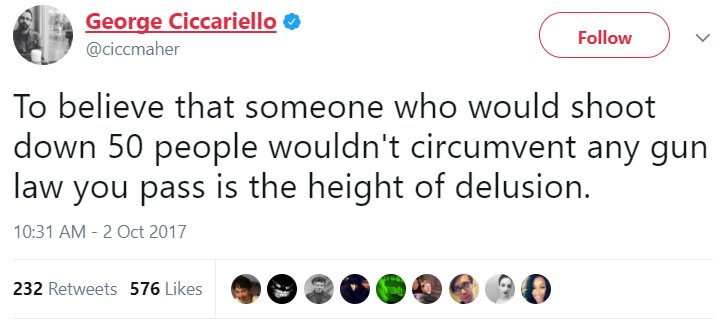 George Ciccariello
@ciccmaher
Follow
To believe that someone who would shoot
down 50 people wouldn't circumvent any gun
law you pass is the height of delusion.
10:31 AM - 2 Oct 2017
232 Retweets 576 Likes